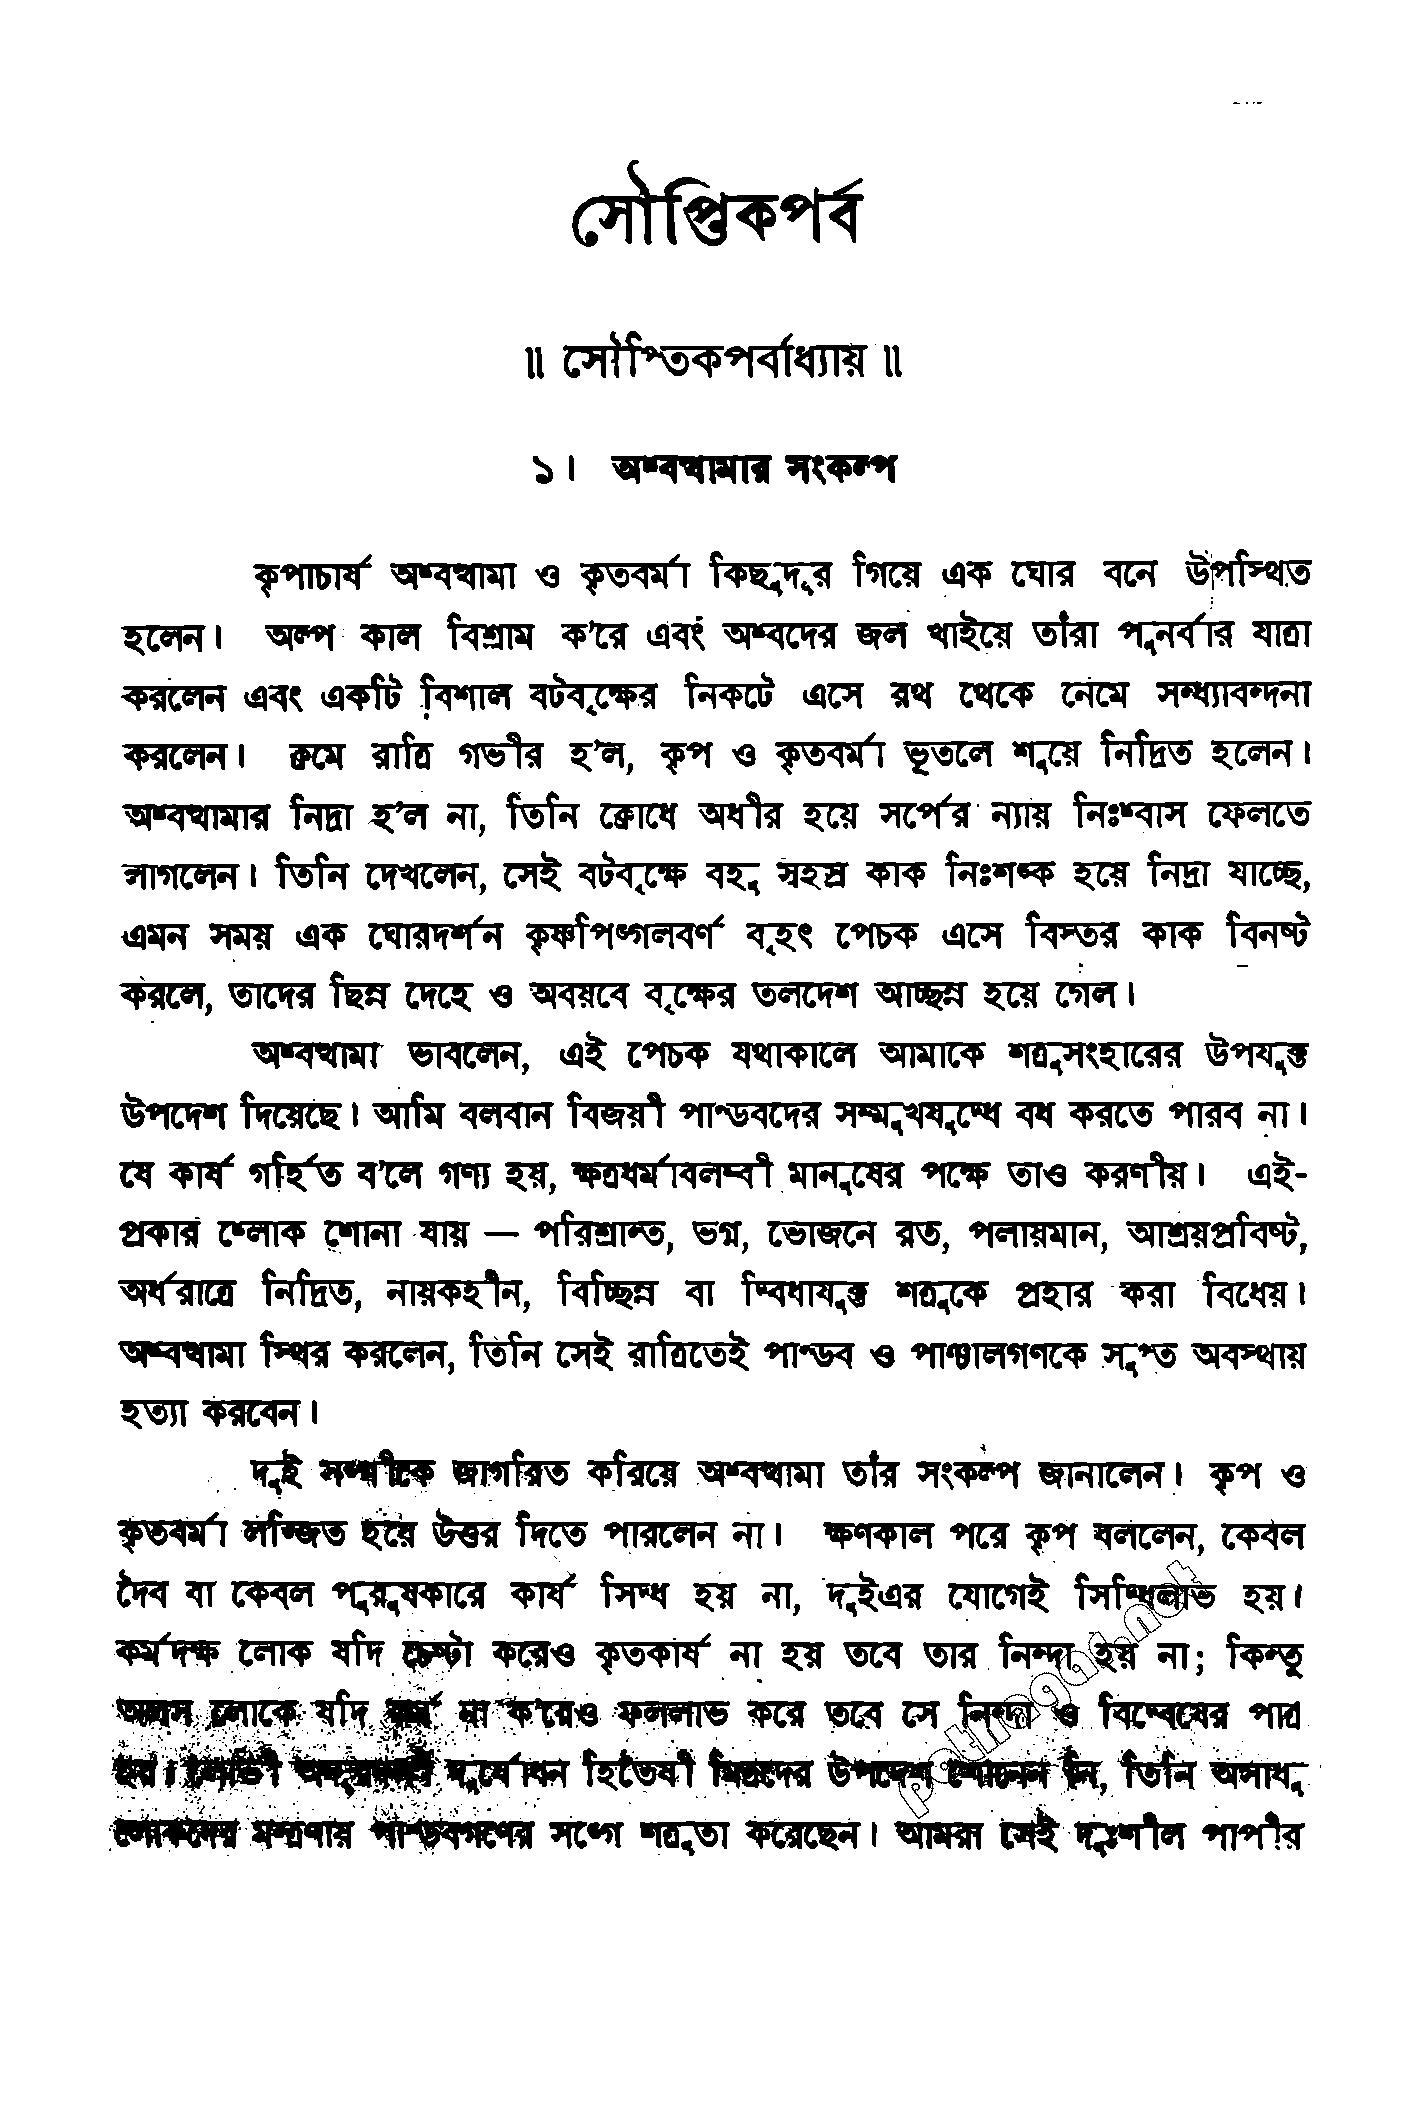 সৌপ্তিকপর্ব
॥ সৌপ্তিকপর্বাধ্যায় ॥
১। অশ্বত্থামার সংকল্প
কৃপাচার্য অশ্বত্থামা ও কৃতবর্মা কিছুদূর গিয়ে এক ঘোর বনে উপস্থিত
হলেন। অল্প কাল বিশ্রাম ক'রে এবং অশ্বদের জল খাইয়ে তাঁরা পুনর্বার যাত্রা
করলেন এবং একটি বিশাল বটবৃক্ষের নিকটে এসে রথ থেকে নেমে সন্ধ্যাবন্দনা
করলেন। ক্রমে রাত্রি গভীর হ'ল, কৃপ ও কৃতবর্মা ভূতলে শুয়ে নিদ্রিত হলেন।
অশ্বত্থামার নিদ্রা হ'ল না, তিনি ক্রোধে অধীর হয়ে সর্পের ন্যায় নিঃশ্বাস ফেলতে
লাগলেন। তিনি দেখলেন, সেই বটবৃক্ষে বহু সহস্র কাক নিঃশঙ্ক হয়ে নিদ্রা যাচ্ছে,
এমন সময় এক ঘোরদর্শন কৃষ্ণপিঙ্গলবর্ণ বৃহৎ পেচক এসে বিস্তর কাক বিনষ্ট
করলে, তাদের ছিন্ন দেহে ও অবয়বে বৃক্ষের তলদেশ আচ্ছন্ন হয়ে গেল।
অশ্বত্থামা ভাবলেন, এই পেচক যথাকালে আমাকে শত্রুসংহারের উপযুক্ত
উপদেশ দিয়েছে। আমি বলবান বিজয়ী পাণ্ডবদের সম্মুখযুদ্ধে বধ করতে পারব না।
যে কার্য গর্হিত ব'লে গণ্য হয়, ক্ষত্রধর্মাবলম্বী মানুষের পক্ষে তাও করণীয়। এই-
প্রকার শ্লোক শোনা যায় — পরিশ্রান্ত, ভগ্ন, ভোজনে রত, পলায়মান, আশ্রয়প্রবিষ্ট,
অর্ধরাত্রে নিদ্রিত, নায়কহীন, বিচ্ছিন্ন বা দ্বিধাযুক্ত শত্রুকে প্রহার করা বিধেয়।
অশ্বত্থামা স্থির করলেন, তিনি সেই রাত্রিতেই পাণ্ডব ও পাঞ্চালগণকে সুপ্ত অবস্থায়
হত্যা করবেন।
দুই সঙ্গীকে জাগরিত করিয়ে অশ্বত্থামা তাঁর সংকল্প জানালেন। কৃপ ও
কৃতবর্মা লজ্জিত হয়ে উত্তর দিতে পারলেন না। ক্ষণকাল পরে কৃপ বললেন, কেবল
দৈব বা কেবল পুরুষকারে কার্য সিদ্ধ হয় না, দুইএর যোগেই সিদ্ধিলাভ হয়।
কর্মদক্ষ লোক যদি চেষ্টা করেও কৃতকার্য না হয় তবে তার নিন্দা হয় না; কিন্তু
অলস লোকে যদি কর্ম না ক'রেও ফললাভ করে তবে সে নিন্দা ও বিদ্বেষের পাত্র
হয়। লোভী অদূরদর্শী দুর্যোধন হিতৈষী মিত্রদের উপদেশ শোনেন নি, তিনি অসাধু
লোকদের মন্ত্রণায় পাণ্ডবগণের সঙ্গে শত্রুতা করেছেন। আমরা সেই দুঃশীল পাপীর
pathagar.net